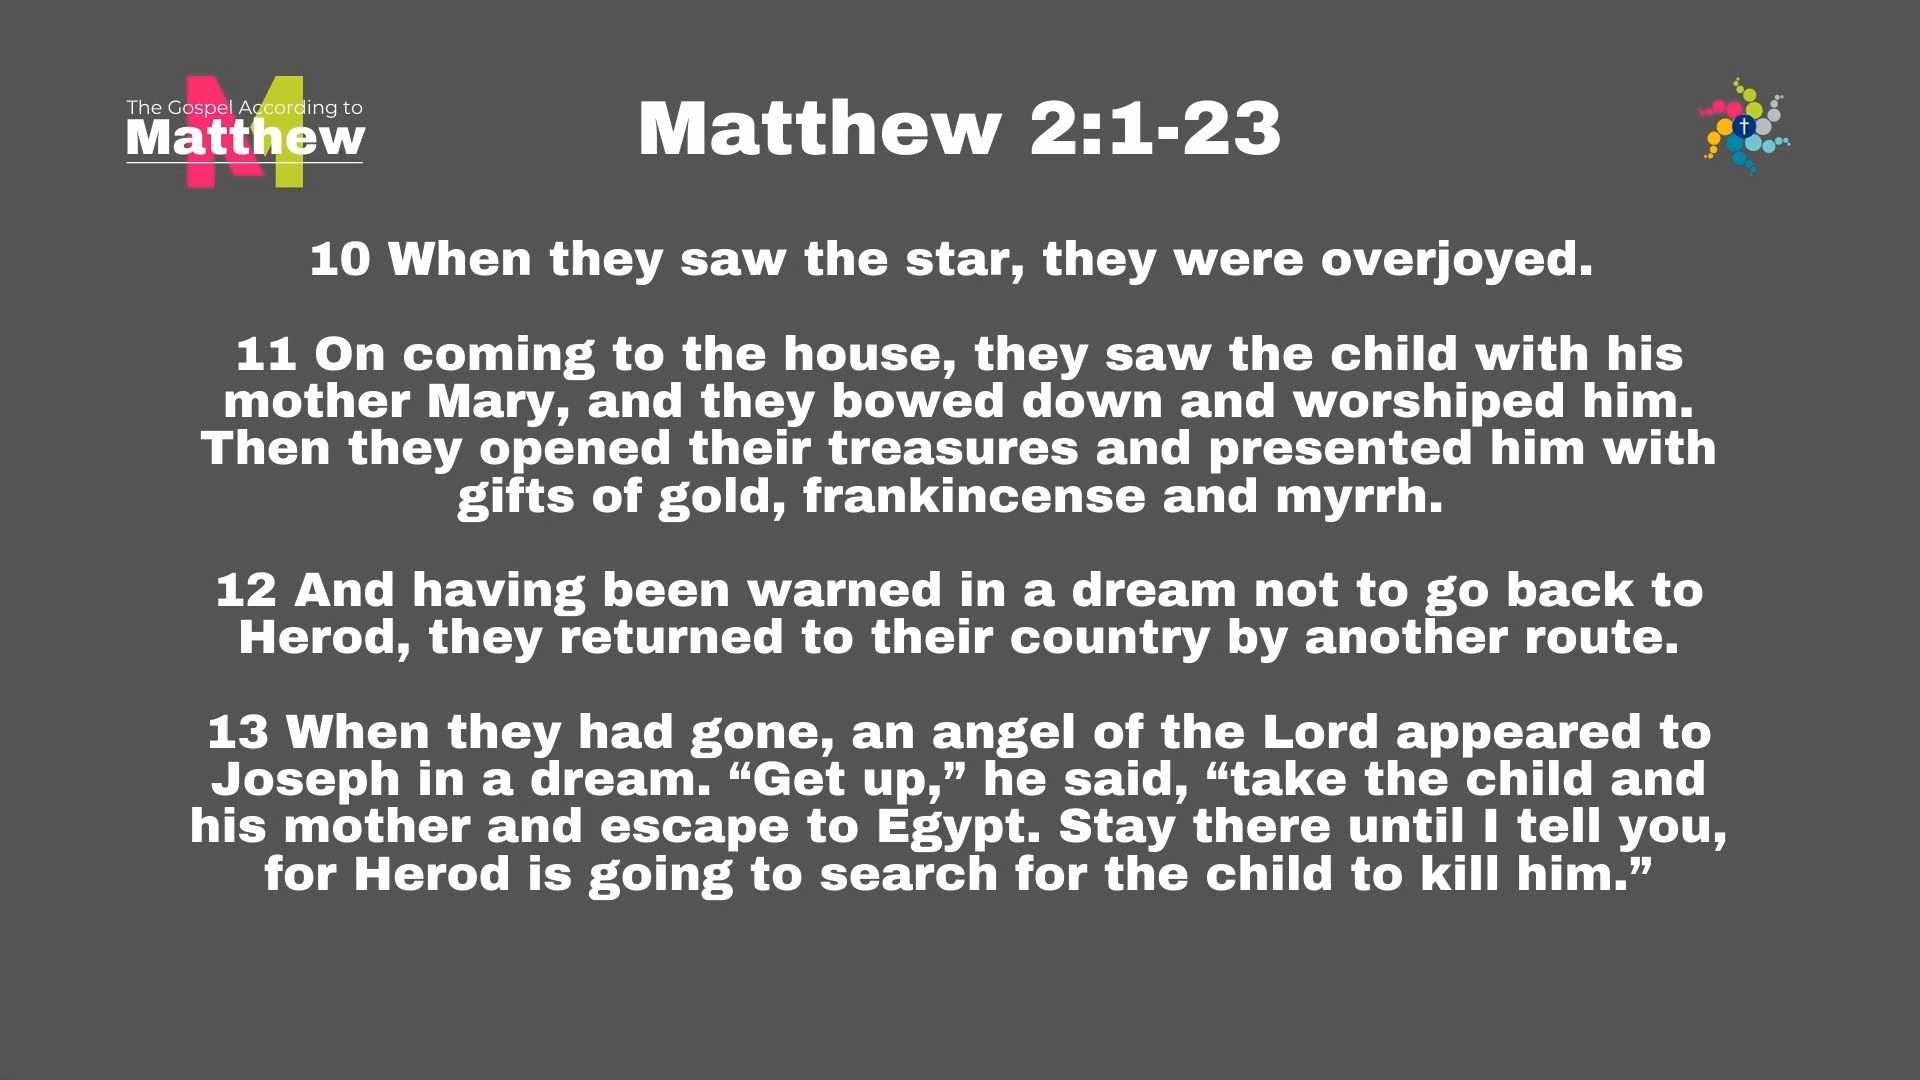 The Gospel According to
Matthew
Matthew 2:1-23
10 When they saw the star, they were overjoyed.
11 On coming to the house, they saw the child with his
mother Mary, and they bowed down and worshiped him.
Then they opened their treasures and presented him with
gifts of gold, frankincense and myrrh.
12 And having been warned in a dream not to go back to
Herod, they returned to their country by another route.
13 When they had gone, an angel of the Lord appeared to
Joseph in a dream. “Get up,” he said, “take the child and
his mother and escape to Egypt. Stay there until I tell you,
for Herod is going to search for the child to kill him.”